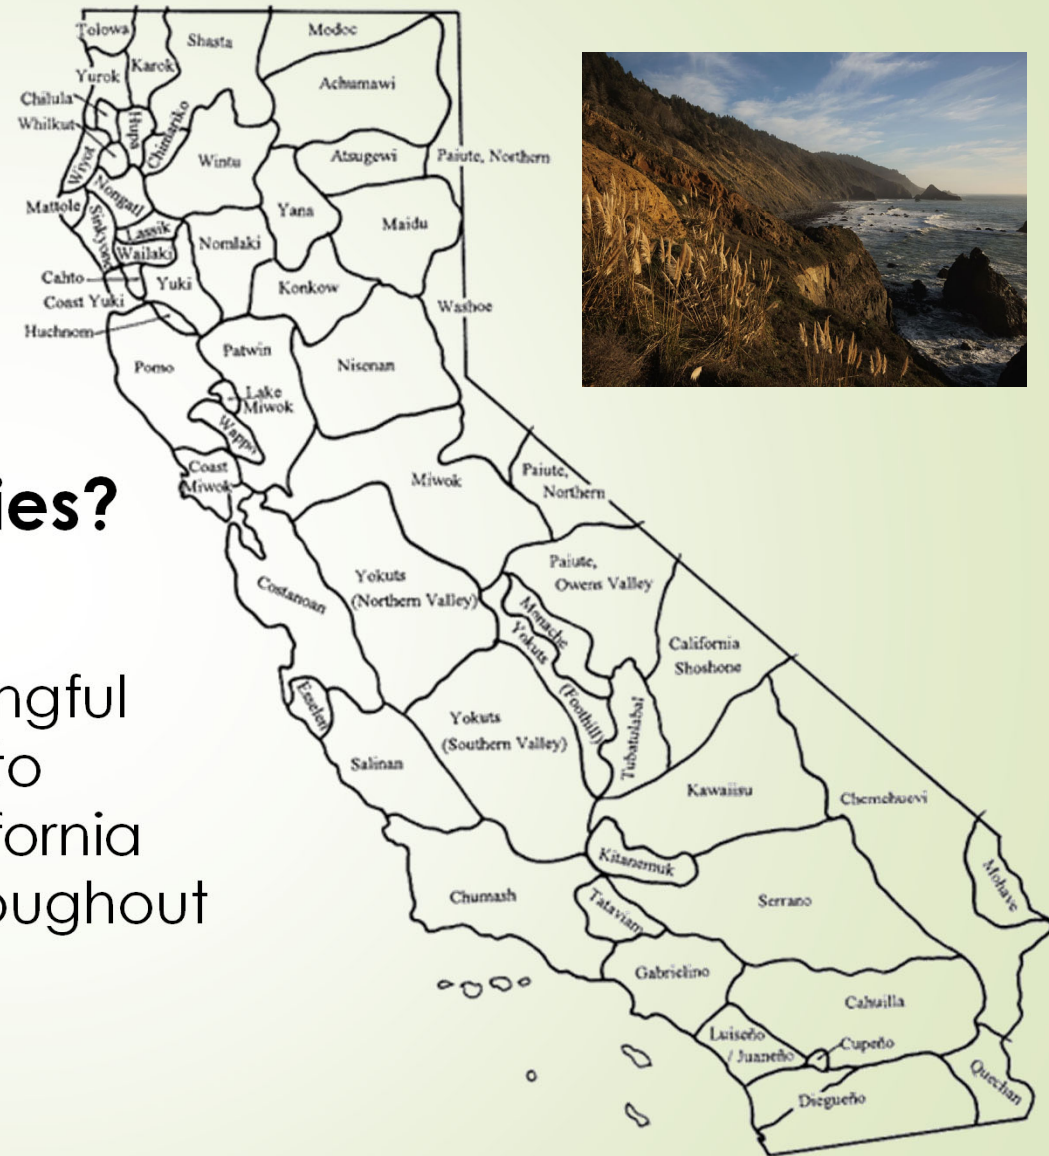 Tolowa
Shasta
Modoc
Karok
Yurok
Achumawi
Chilula
Whilkut
Hupa
Chimariko
Wiyot
Wintu
Atsugewi
Paiute, Northern
Nongatl
Mattole
Sinkyone
Lassik
Yana
Maidu
Wailaki
Nomlaki
Cahto
Yuki
Konkow
Coast Yuki
Washoe
Huchnom
Patwin
Pomo
Nisenan
Lake
Miwok
Wappo
Coast
Miwok
Miwok
Paiute,
Northern
ies?
Yokuts
(Northern Valley)
Costanoan
Paiute,
Owens Valley
Monache
Yokuts
(Foothill)
California
Shoshone
ngful
to
fornia
oughout
Esselen
Salinan
Yokuts
(Southern Valley)
Tubatulabal
Kawaiisu
Chemehuevi
Kitanemuk
Mohave
Chumash
Tataviam
Serrano
Gabrielino
Cahuilla
Luiseño
/ Juaneño
Cupeño
Diegueño
Quechan